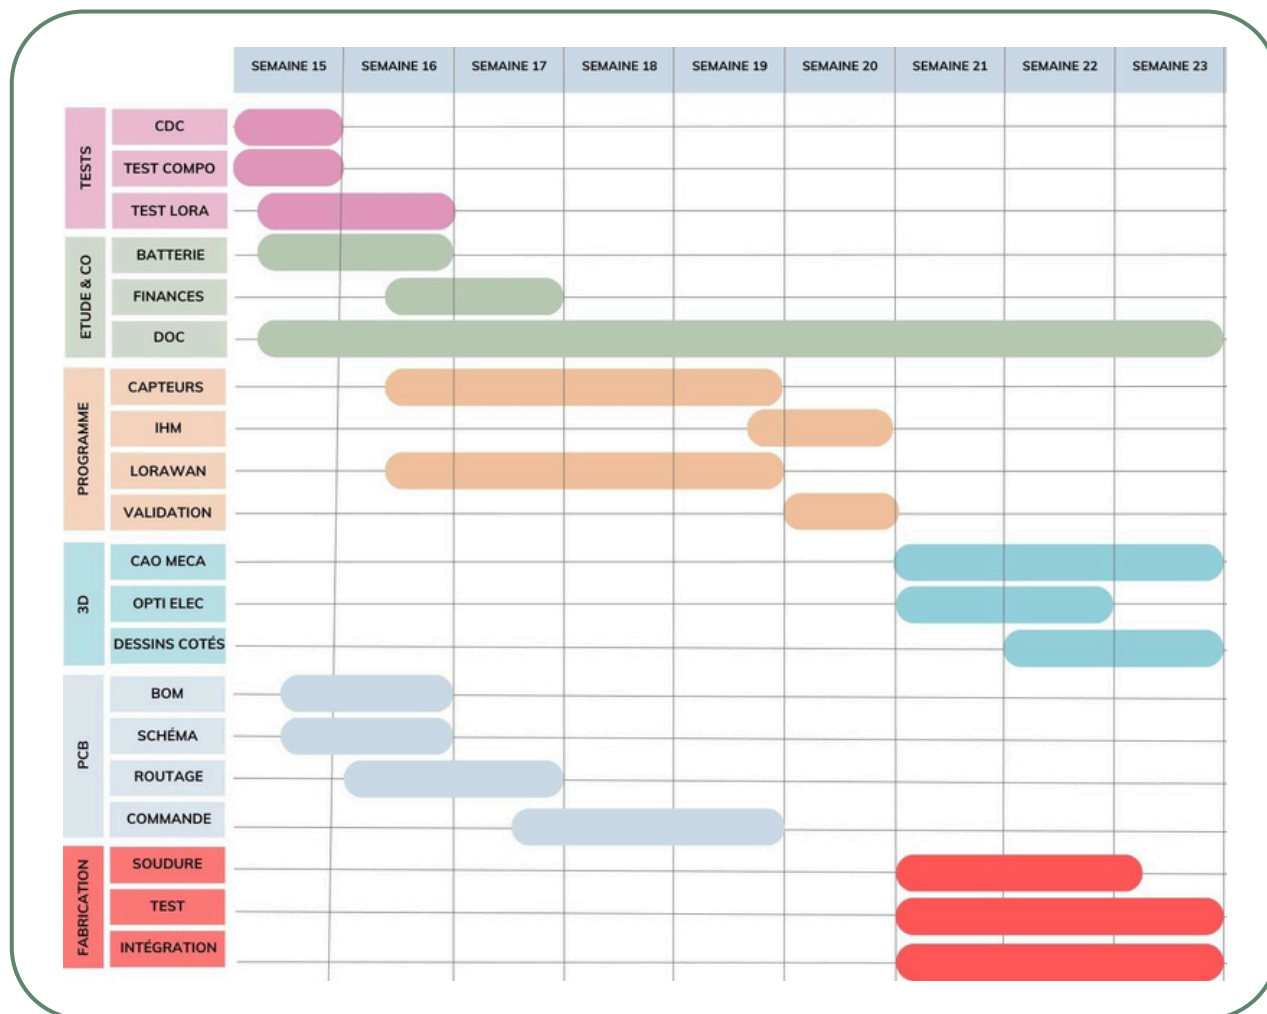 SEMAINE 15 SEMAINE 16 SEMAINE 17 SEMAINE 18 SEMAINE 19 SEMAINE 20 SEMAINE 21 SEMAINE 22 SEMAINE 23
TESTS
CDC
TEST COMPO
TEST LORA
ETUDE & CO
BATTERIE
FINANCES
DOC
PROGRAMME
CAPTEURS
IHM
LORAWAN
VALIDATION
3D
CAO MECA
OPTI ELEC
DESSINS COTÉS
PCB
BOM
SCHÉMA
ROUTAGE
COMMANDE
FABRICATION
SOUDURE
TEST
INTÉGRATION